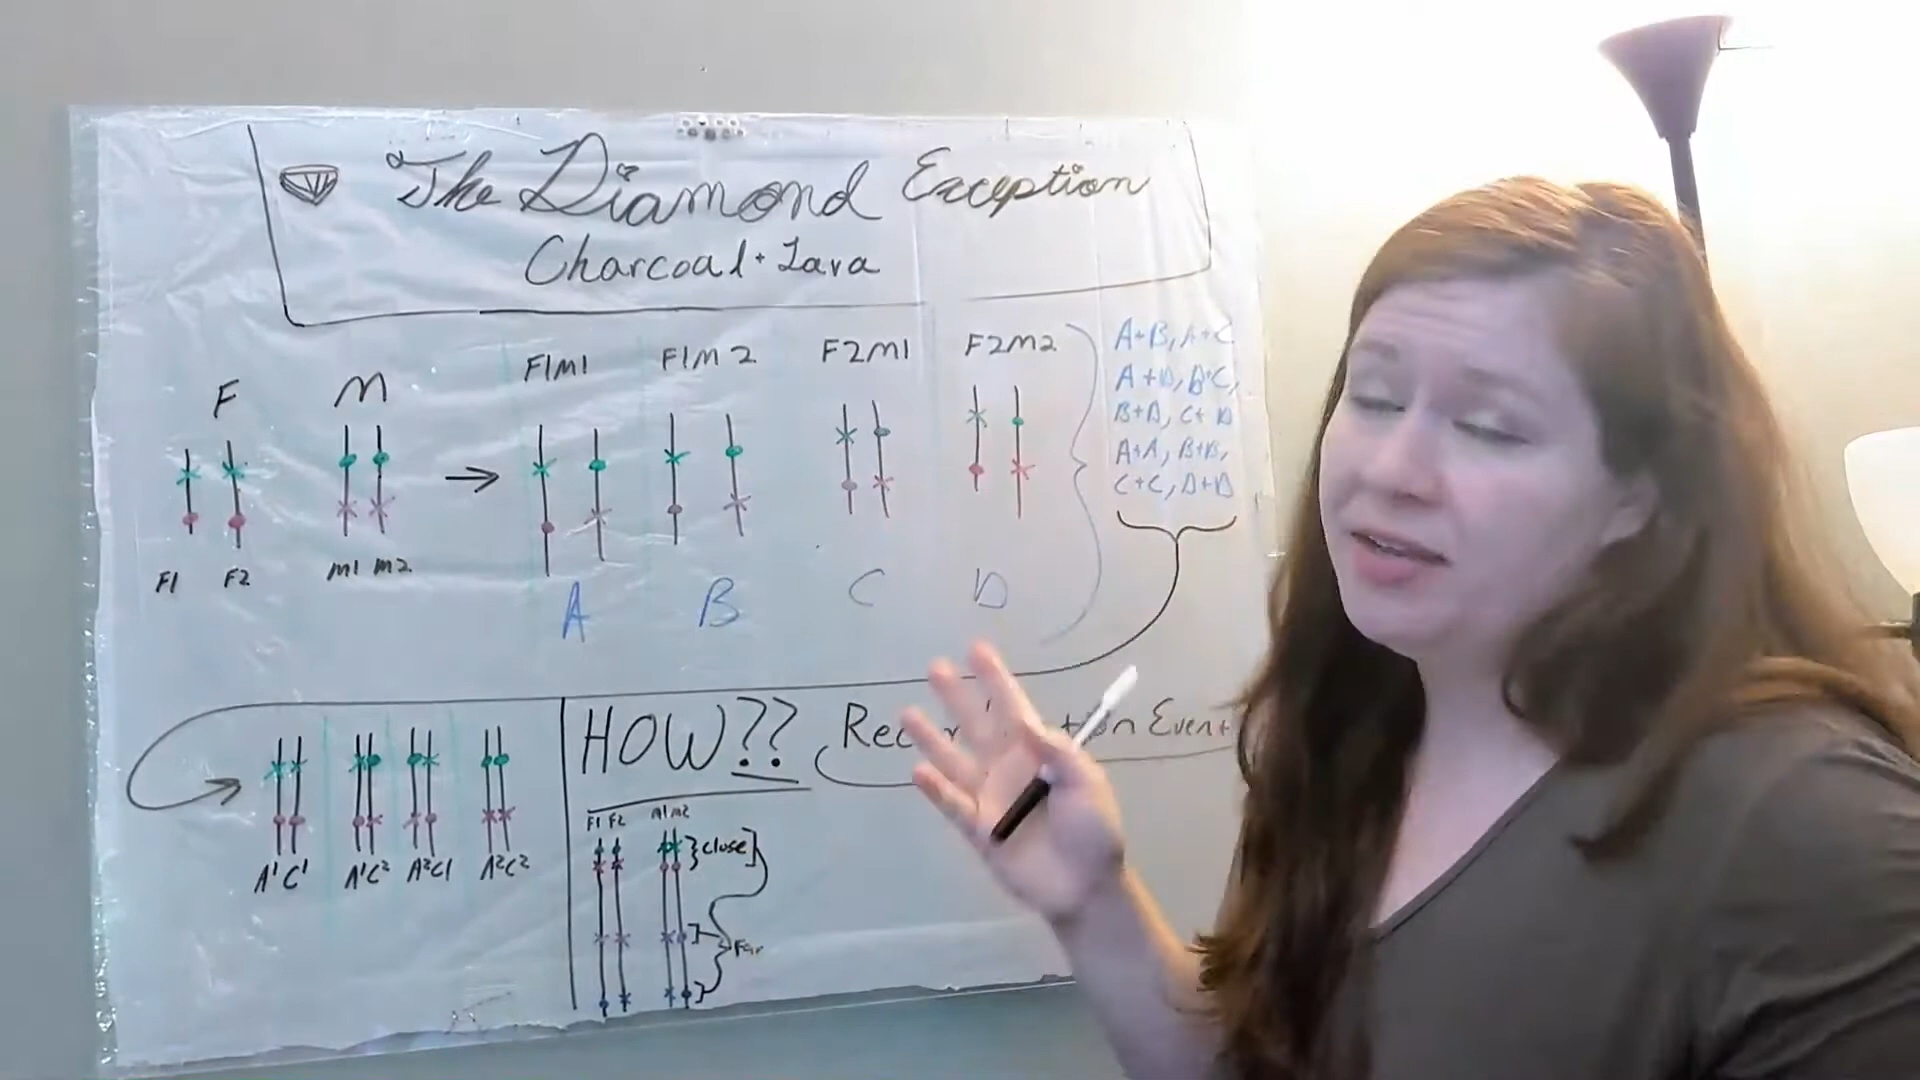 The Diamond Exception
Charcoal + Lava
F M
F1 F2 M1 M2
F1M1 F1M2 F2M1 F2M2
A B C D
A+B, A+C
A+D, B+C,
B+D, C+D
A+A, B+B,
C+C, D+D
A¹C¹ A¹C² A²C1 A²C²
HOW??
Event
F1 F2 M1 M2
close
Far